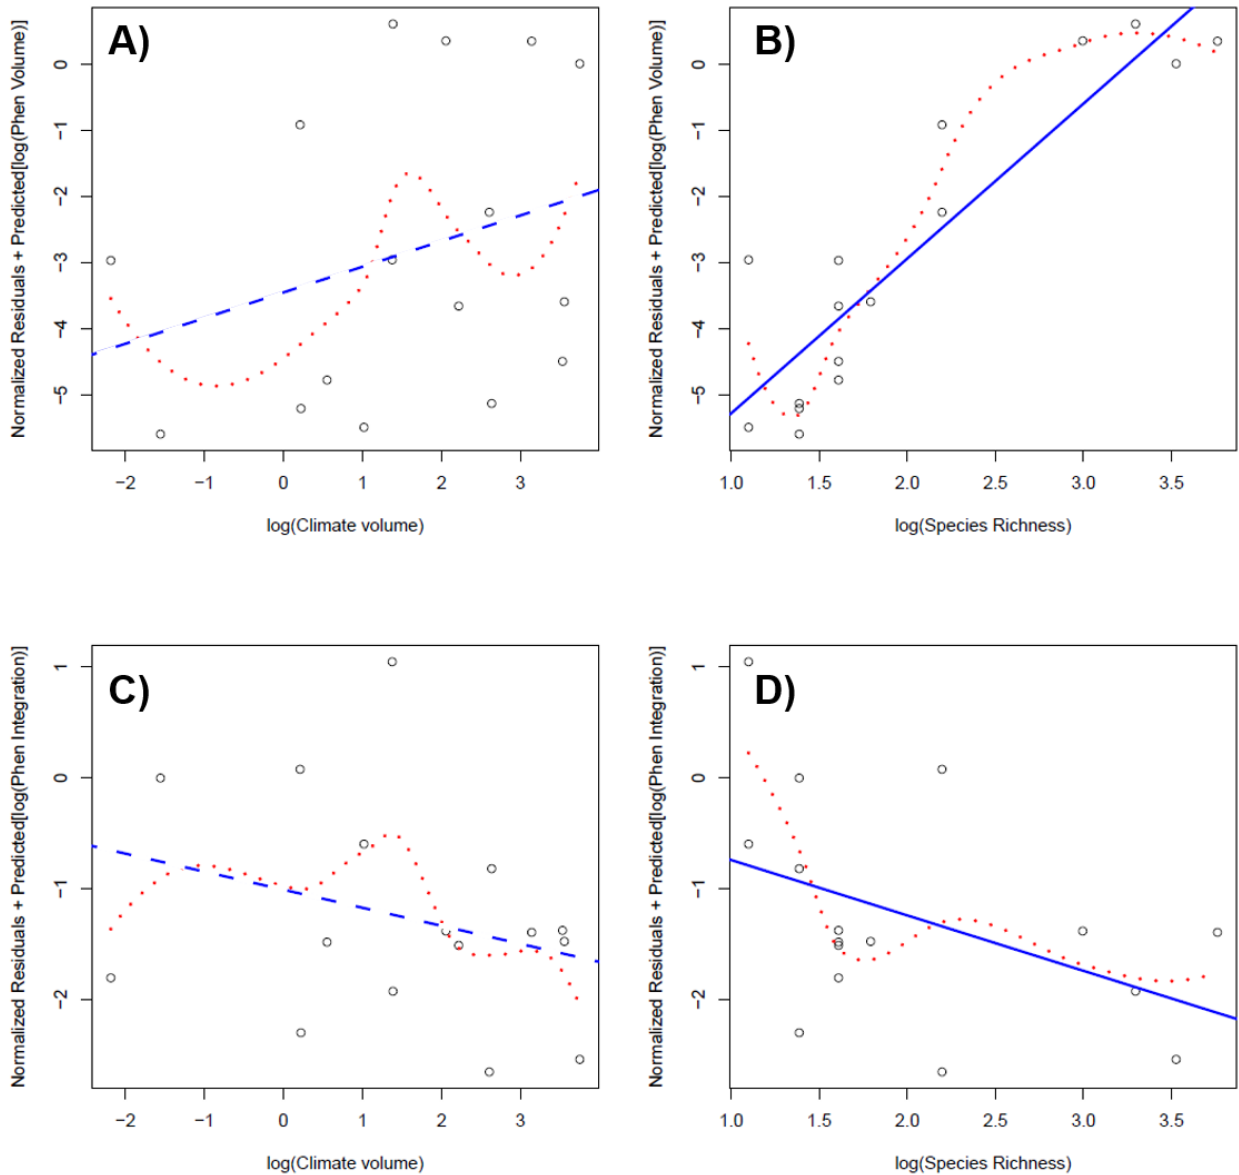 A)
Normalized Residuals + Predicted[log(Phen Volume)]
0
−1
−2
−3
−4
−5
−2 −1 0 1 2 3
log(Climate volume)
B)
Normalized Residuals + Predicted[log(Phen Volume)]
0
−1
−2
−3
−4
−5
1.0 1.5 2.0 2.5 3.0 3.5
log(Species Richness)
C)
Normalized Residuals + Predicted[log(Phen Integration)]
1
0
−1
−2
−2 −1 0 1 2 3
log(Climate volume)
D)
Normalized Residuals + Predicted[log(Phen Integration)]
1
0
−1
−2
1.0 1.5 2.0 2.5 3.0 3.5
log(Species Richness)